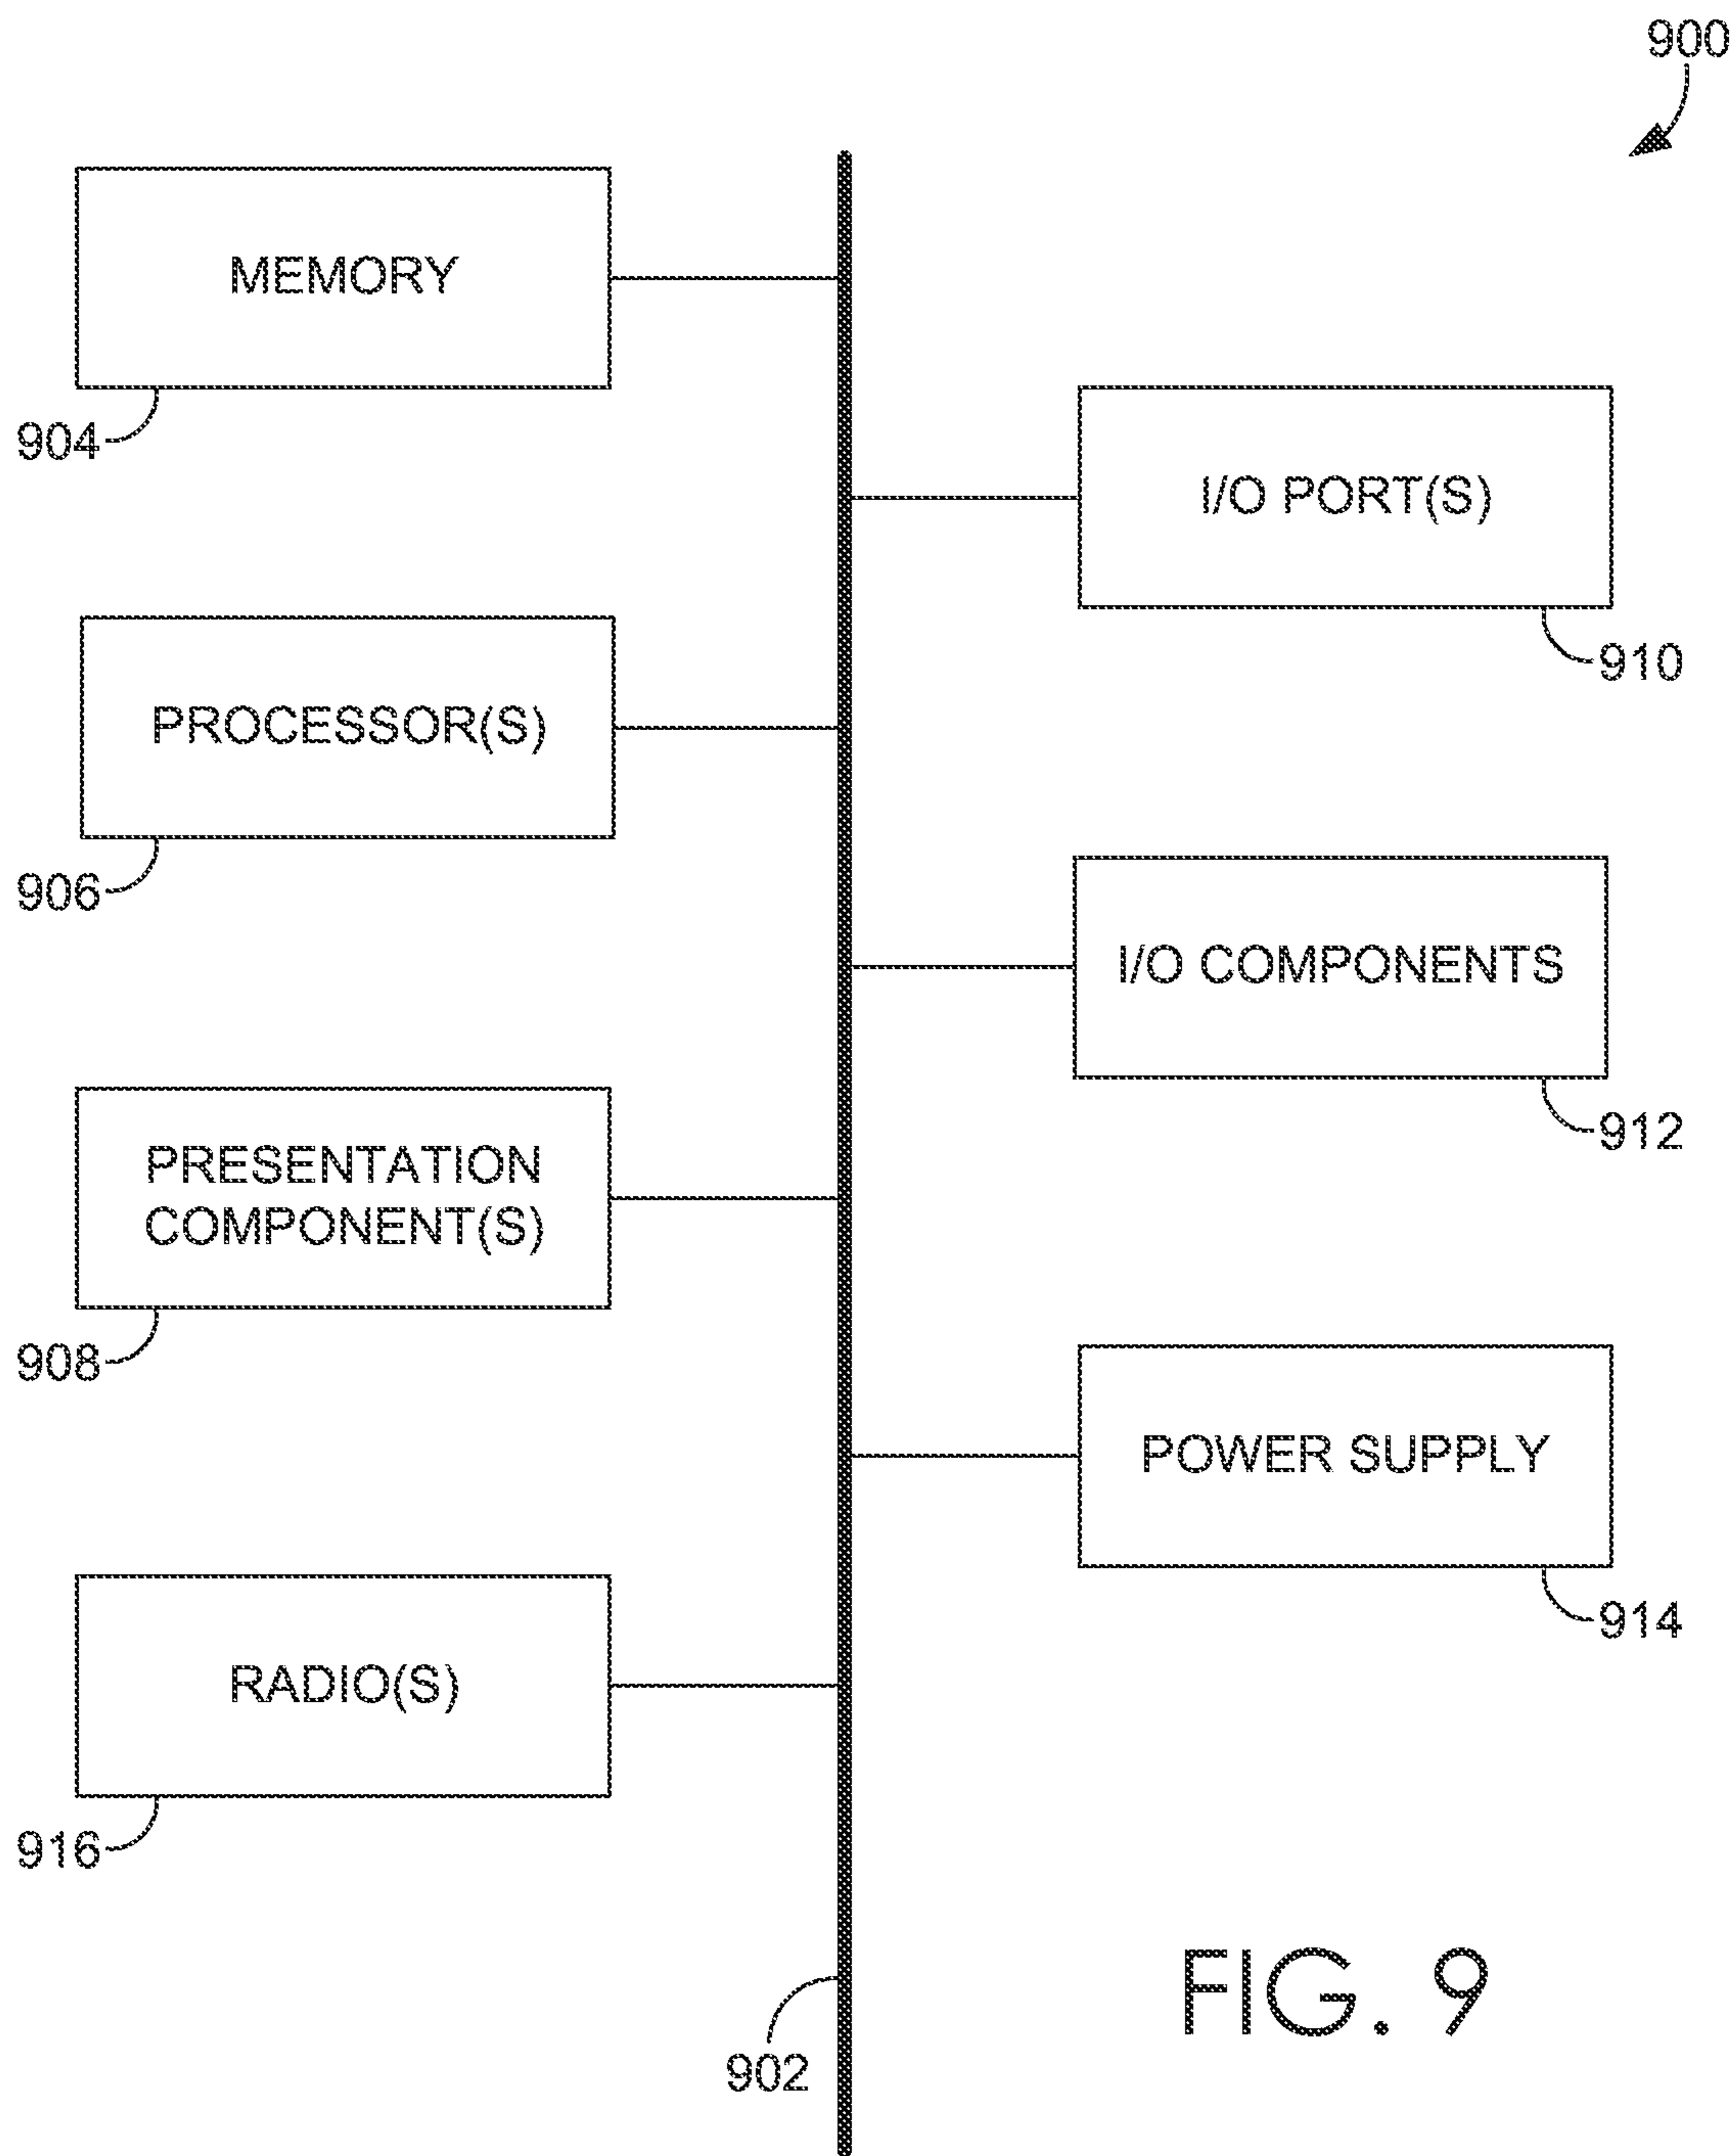 900
MEMORY
904
I/O PORT(S)
910
PROCESSOR(S)
906
I/O COMPONENTS
912
PRESENTATION
COMPONENT(S)
908
POWER SUPPLY
914
RADIO(S)
916
902
FIG. 9